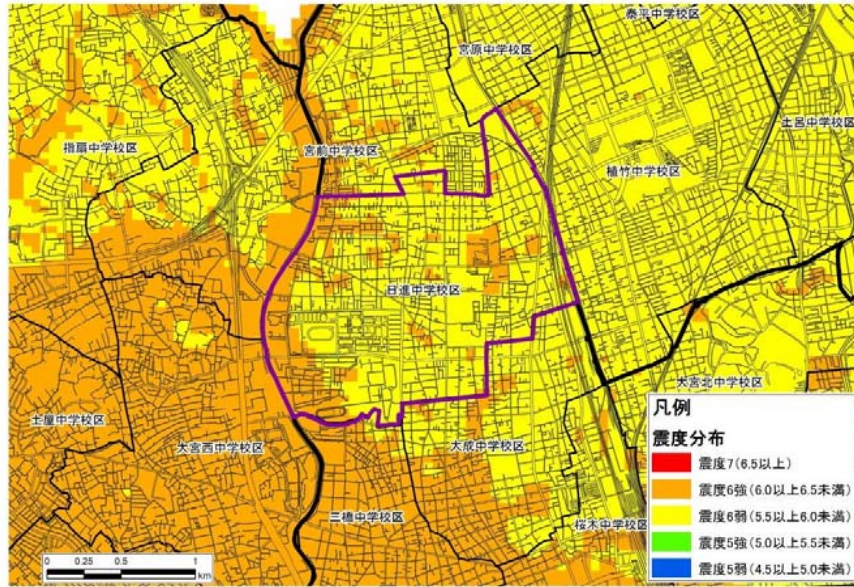 泰平中学校区
宮原中学校区
土呂中学校区
指扇中学校区
宮前中学校区
植竹中学校区
日進中学校区
大宮北中学校区
土屋中学校区
大宮西中学校区
大成中学校区
三橋中学校区
桜木中学校区
凡例
震度分布
震度7(6.5以上)
震度6強(6.0以上6.5未満)
震度6弱(5.5以上6.0未満)
震度5強(5.0以上5.5未満)
震度5弱(4.5以上5.0未満)
0 0.25 0.5 1
km